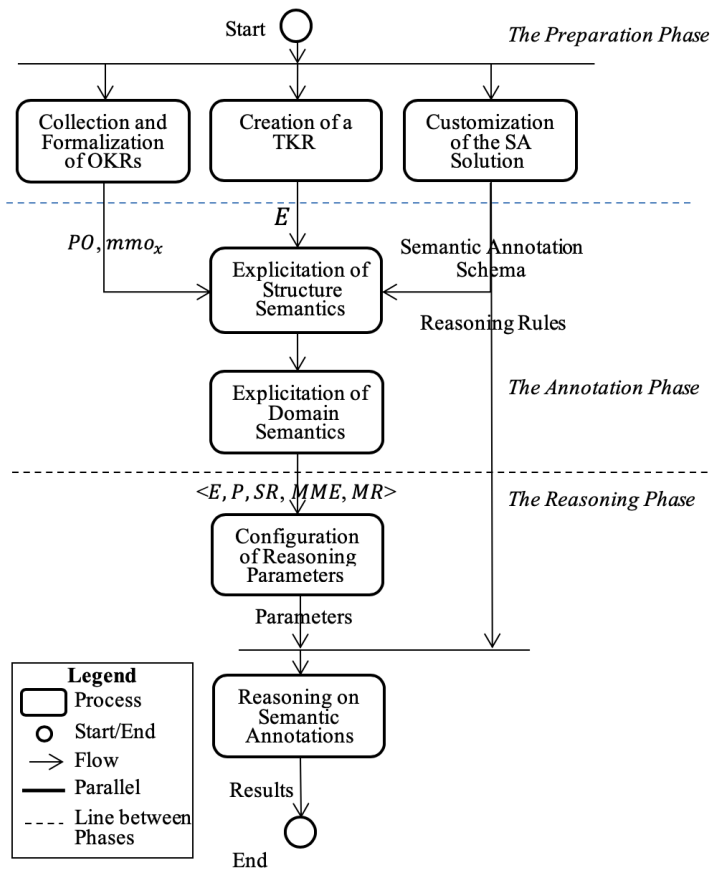 Start
The Preparation Phase
Collection and
Formalization
of OKRs
Creation of a
TKR
Customization
of the SA
Solution
E
PO, mmoₓ
Semantic Annotation
Schema
Explicitation of
Structure
Semantics
Reasoning Rules
Explicitation of
Domain
Semantics
The Annotation Phase
<E, P, SR, MME, MR>
The Reasoning Phase
Configuration
of Reasoning
Parameters
Parameters
Legend
Process
Start/End
Flow
Parallel
Line between
Phases
Reasoning on
Semantic
Annotations
Results
End